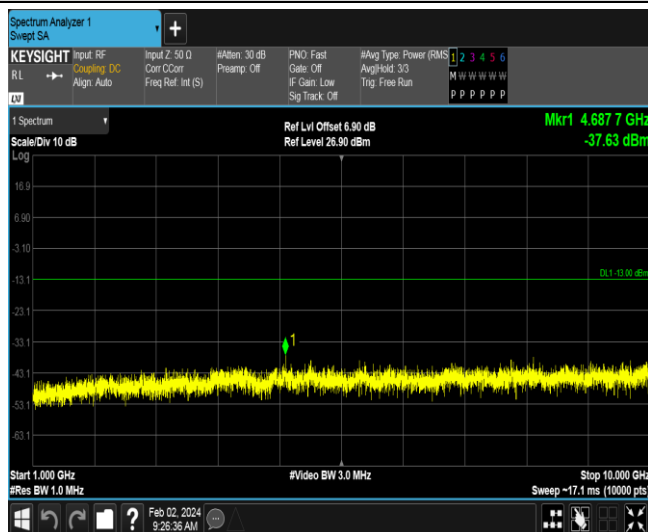 Spectrum Analyzer 1
Swept SA
+
KEYSIGHT Input: RF Input Z: 50 Ω #Atten: 30 dB PNO: Fast #Avg Type: Power (RMS 1 2 3 4 5 6
RL Coupling: DC Corr CCorr Preamp: Off Gate: Off Avg|Hold: 3/3 M W W W W W
Align: Auto Freq Ref: Int (S) IF Gain: Low Trig: Free Run
Sig Track: Off P P P P P P
LXI
1 Spectrum Ref Lvl Offset 6.90 dB Mkr1 4.687 7 GHz
Scale/Div 10 dB Ref Level 26.90 dBm -37.63 dBm
Log
16.9
6.90
-3.10
DL1 -13.00 dBm
-13.1
-23.1
-33.1
1
-43.1
-53.1
-63.1
Start 1.000 GHz #Video BW 3.0 MHz Stop 10.000 GHz
#Res BW 1.0 MHz Sweep ~17.1 ms (10000 pts)
? Feb 02, 2024
9:26:36 AM